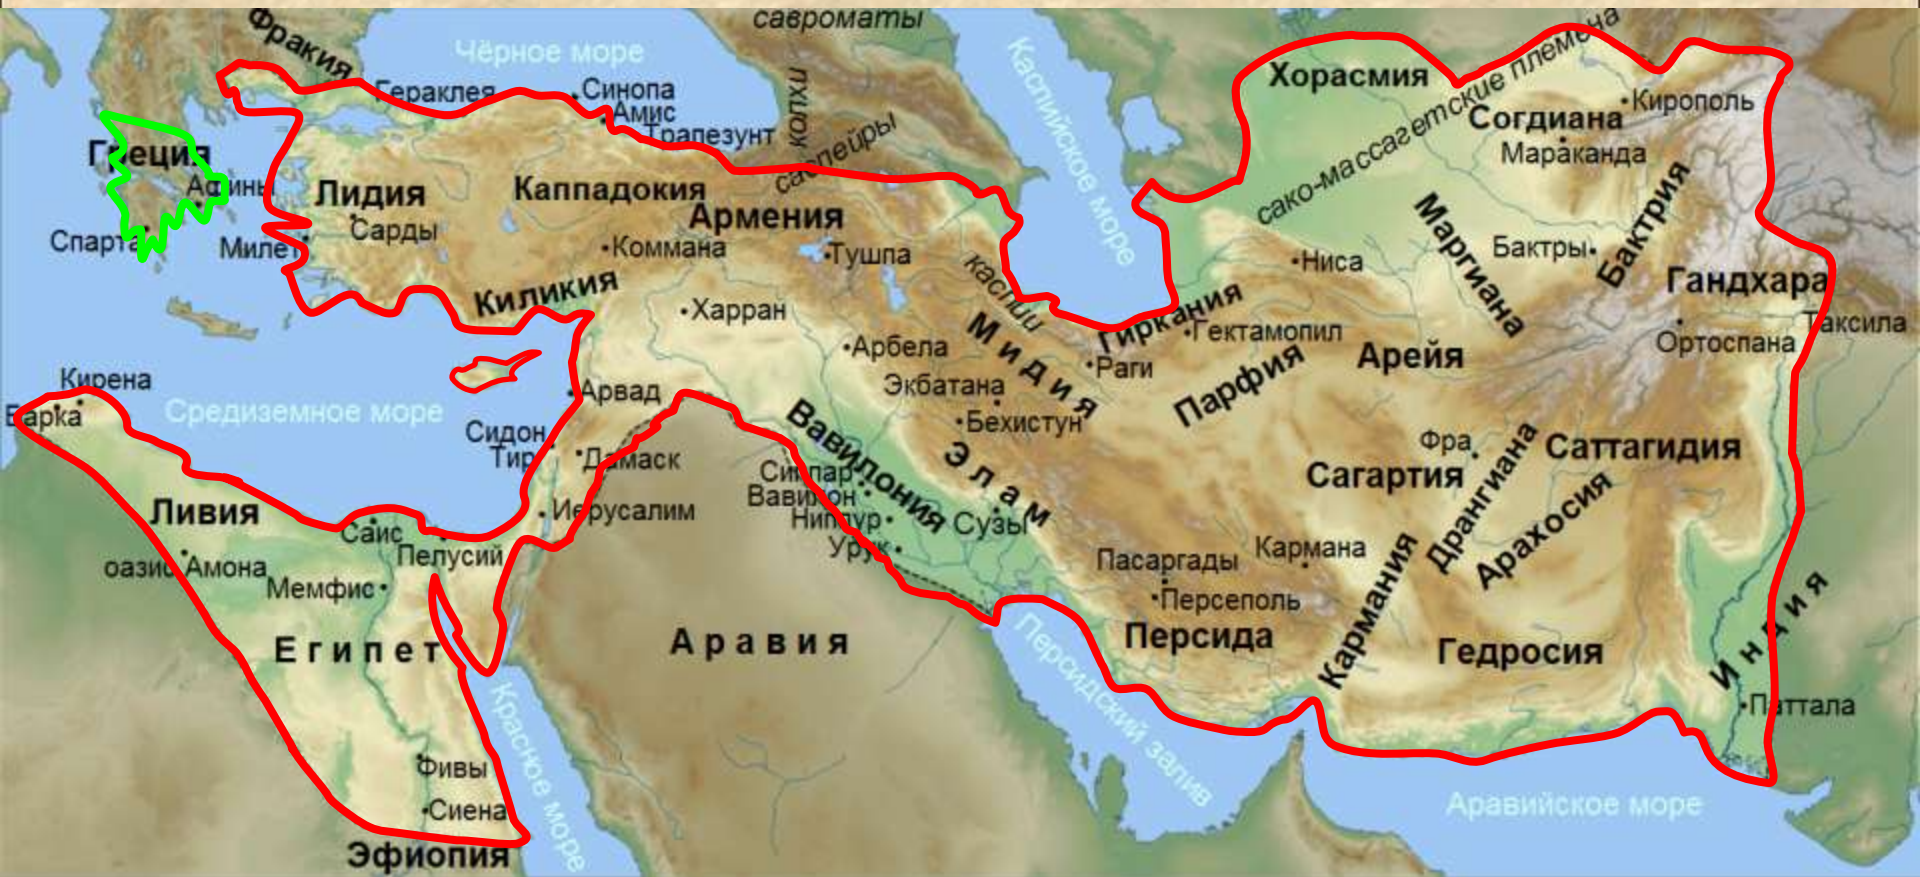 савроматы
Фракия
Чёрное море
Каспийское море
сако-массагетские племена
Хорасмия
Гераклея
Синопа
Амис
Трапезунт
колхи
саспейры
Согдиана
Кирополь
Мараканда
Греция
Афины
Спарта
Милет
Лидия
Сарды
Каппадокия
Армения
Коммана
Тушпа
каспии
Маргиана
Бактры
Бактрия
Ниса
Гандхара
Киликия
Харран
Мидия
Гиркания
Гектамопил
Таксила
Ортоспана
Арбела
Раги
Парфия
Арейя
Кирена
Барка
Средиземное море
Арвад
Экбатана
Бехистун
Сидон
Тир
Дамаск
Вавилония
Элам
Фра
Саттагидия
Сагартия
Дрангиана
Арахосия
Сиппар
Вавилон
Ниппур
Урук
Сузы
Ливия
Иерусалим
Саис
Пелусий
оазис Амона
Мемфис
Пасаргады
Кармана
Персеполь
Кармания
Египет
Аравия
Персида
Гедросия
Индия
Персидский залив
Красное море
Паттала
Фивы
Сиена
Аравийское море
Эфиопия